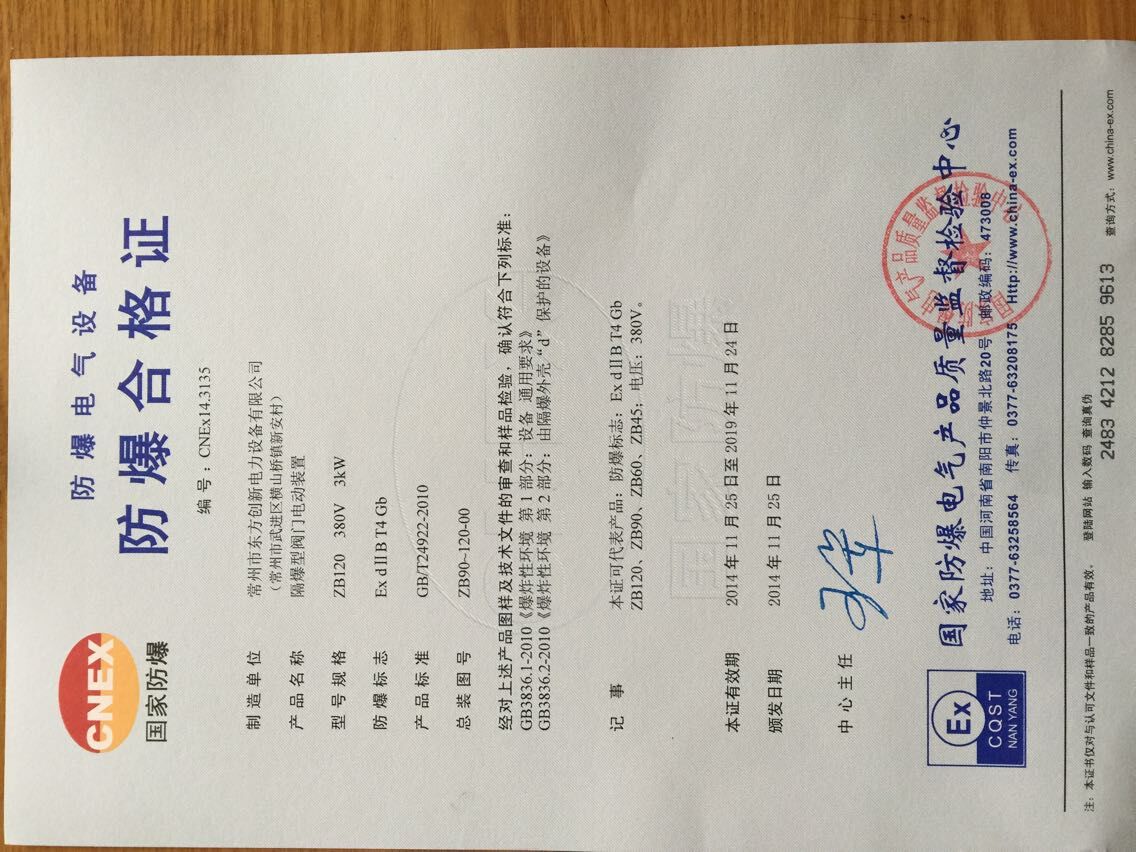 CNEX
国家防爆
防爆电气设备
防爆合格证
编号：CNEx14.3135
制造单位 常州市东方创新电力设备有限公司
（常州市武进区横山桥镇新安村）
产品名称 隔爆型阀门电动装置
型号规格 ZB120 380V 3kW
防爆标志 Ex d II B T4 Gb
产品标准 GB/T24922-2010
总装图号 ZB90~120-00
经对上述产品图样及技术文件的审查和样品检验，确认符合下列标准：
GB3836.1-2010《爆炸性环境 第1部分：设备 通用要求》
GB3836.2-2010《爆炸性环境 第2部分：由隔爆外壳“d”保护的设备》
记事 本证可代表产品：防爆标志：Ex d II B T4 Gb
ZB120、ZB90、ZB60、ZB45；电压：380V。
本证有效期 2014年11月25日至2019年11月24日
颁发日期 2014年11月25日
中心主任
Ex
CQST
NAN YANG
国家防爆电气产品质量监督检验中心
地址：中国河南省南阳市仲景北路20号 邮政编码：473008
电话：0377-63258564 传真：0377-63208175 Http://www.china-ex.com
注：本证书仅对与认可文件和样品一致的产品有效。 登陆网站 输入数码 查询真伪 2483 4212 8285 9613 查询方式：www.china-ex.com
国家防爆